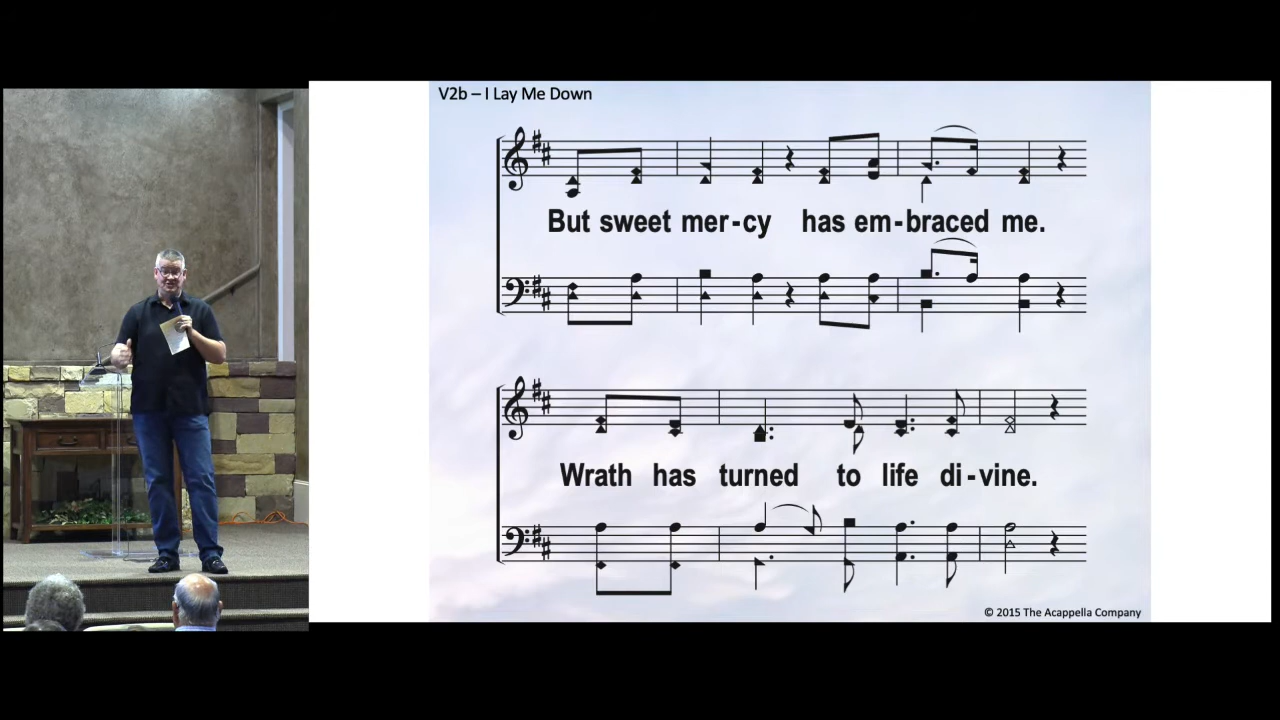 V2b – I Lay Me Down
But sweet mer-cy has em-braced me.
Wrath has turned to life di-vine.
© 2015 The Acappella Company